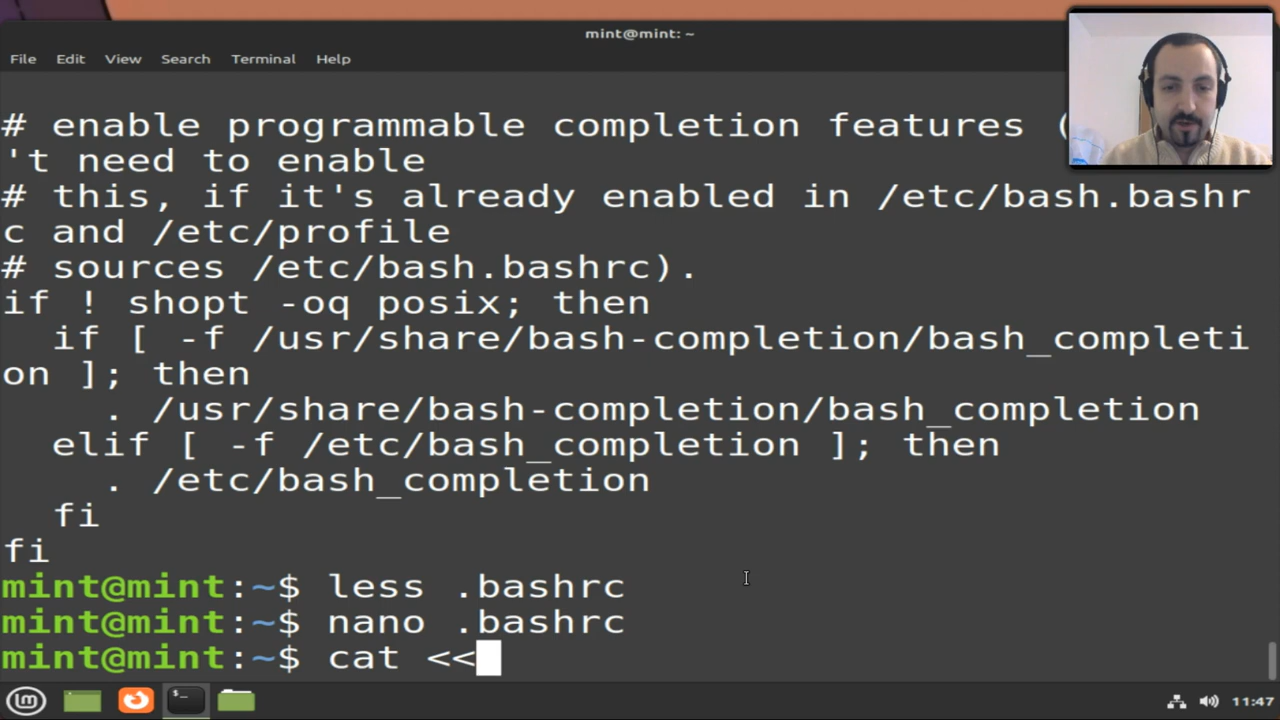 mint@mint: ~
File Edit View Search Terminal Help
# enable programmable completion features (
't need to enable
# this, if it's already enabled in /etc/bash.bashr
c and /etc/profile
# sources /etc/bash.bashrc).
if ! shopt -oq posix; then
  if [ -f /usr/share/bash-completion/bash_completi
on ]; then
    . /usr/share/bash-completion/bash_completion
  elif [ -f /etc/bash_completion ]; then
    . /etc/bash_completion
  fi
fi
mint@mint:~$ less .bashrc
mint@mint:~$ nano .bashrc
mint@mint:~$ cat <<
11:47